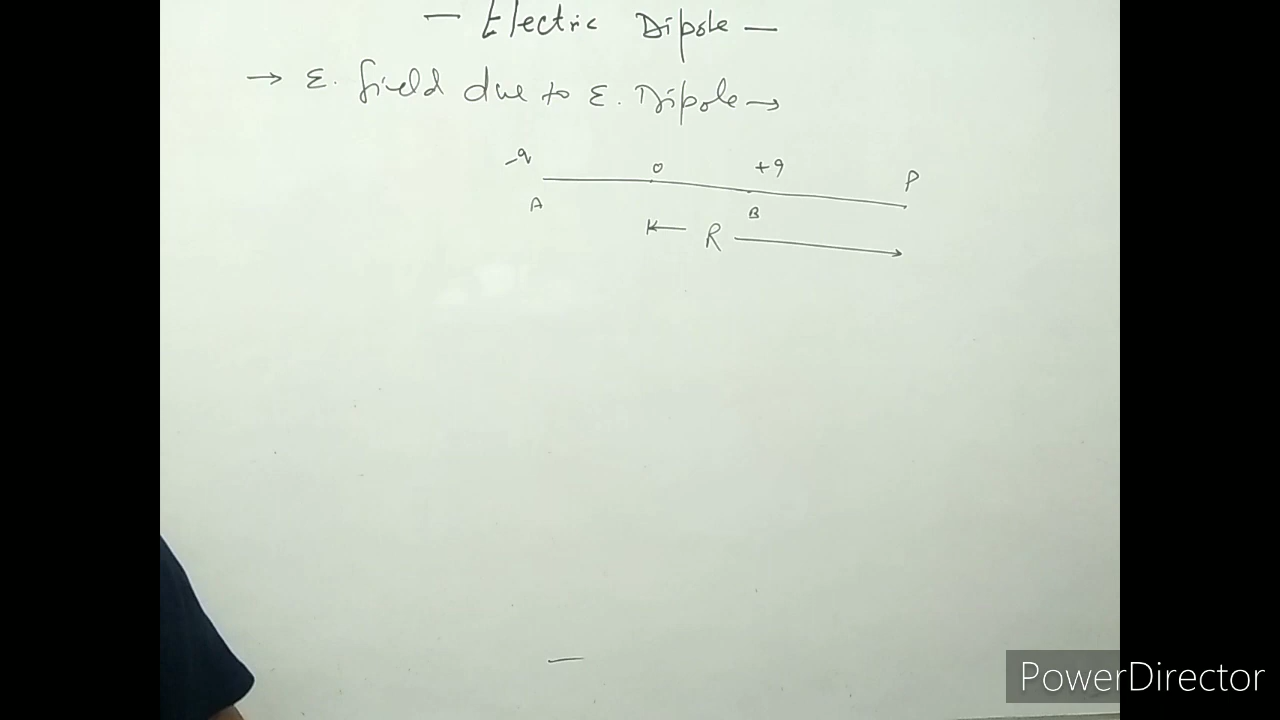 — Electric Dipole —
→ E. field due to E. Dipole →
-q O +q P
A B
R
PowerDirector